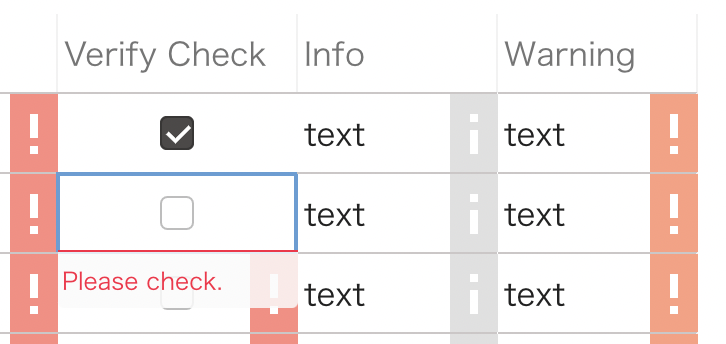 Verify Check Info Warning
! text i text !
! text i text !
Please check.
! ! text i text !